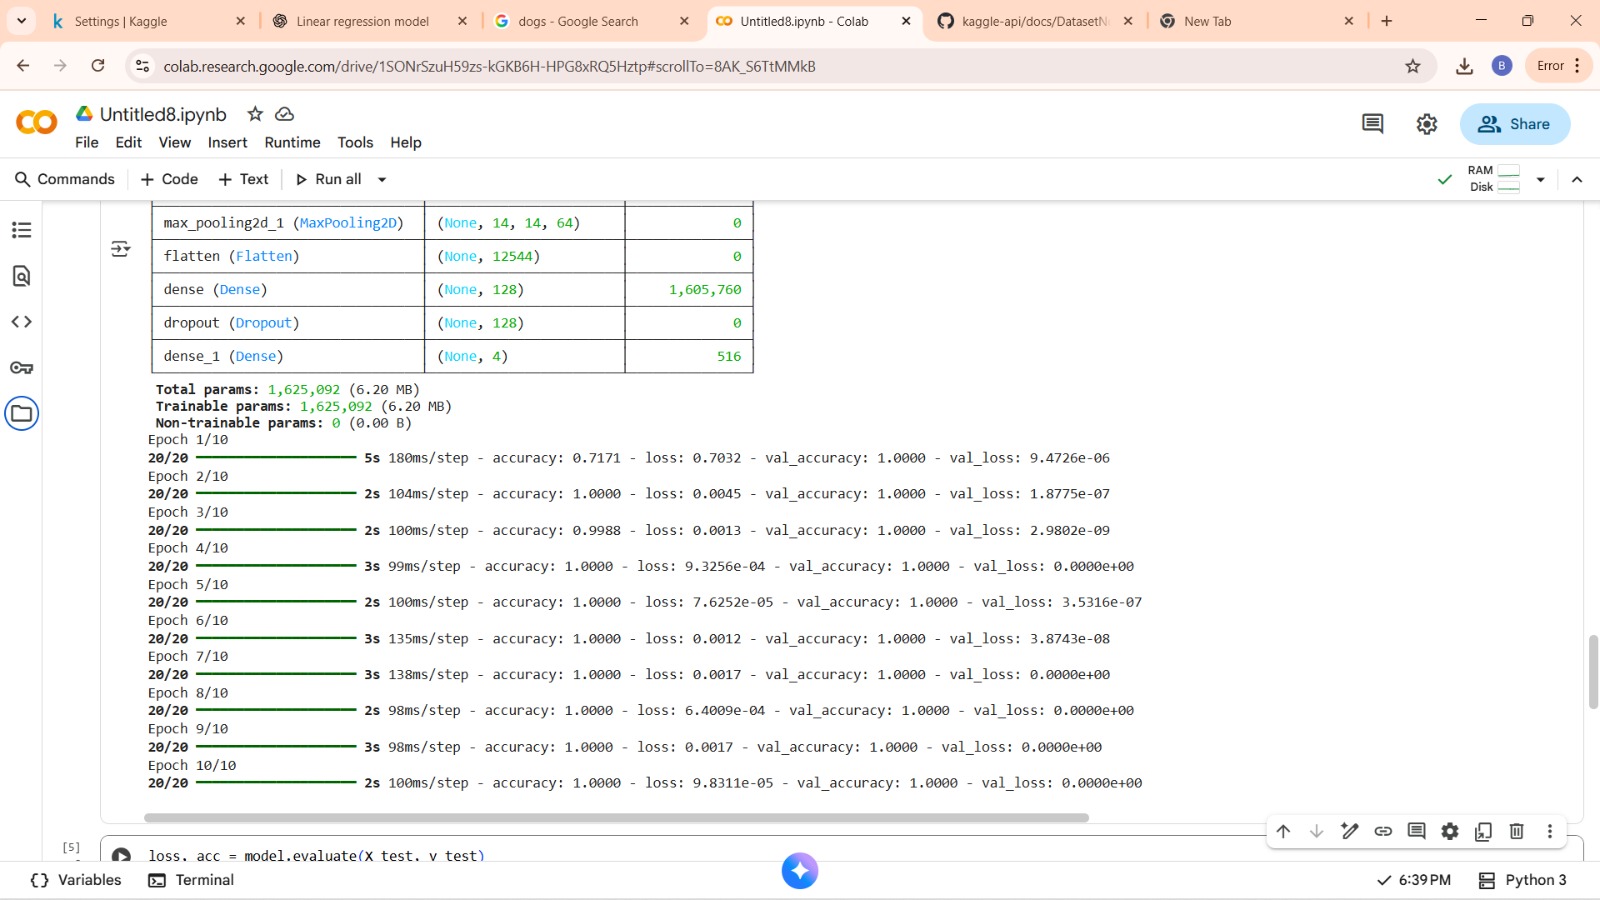 Settings | Kaggle
Linear regression model
dogs - Google Search
Untitled8.ipynb - Colab
kaggle-api/docs/DatasetN
New Tab
colab.research.google.com/drive/1SONrSzuH59zs-kGKB6H-HPG8xRQ5Hztp#scrollTo=8AK_S6TtMMkB
B
Error
Untitled8.ipynb
File Edit View Insert Runtime Tools Help
Share
Commands + Code + Text Run all
RAM
Disk
max_pooling2d_1 (MaxPooling2D) (None, 14, 14, 64) 0
flatten (Flatten) (None, 12544) 0
dense (Dense) (None, 128) 1,605,760
dropout (Dropout) (None, 128) 0
dense_1 (Dense) (None, 4) 516
Total params: 1,625,092 (6.20 MB)
Trainable params: 1,625,092 (6.20 MB)
Non-trainable params: 0 (0.00 B)
Epoch 1/10
20/20 5s 180ms/step - accuracy: 0.7171 - loss: 0.7032 - val_accuracy: 1.0000 - val_loss: 9.4726e-06
Epoch 2/10
20/20 2s 104ms/step - accuracy: 1.0000 - loss: 0.0045 - val_accuracy: 1.0000 - val_loss: 1.8775e-07
Epoch 3/10
20/20 2s 100ms/step - accuracy: 0.9988 - loss: 0.0013 - val_accuracy: 1.0000 - val_loss: 2.9802e-09
Epoch 4/10
20/20 3s 99ms/step - accuracy: 1.0000 - loss: 9.3256e-04 - val_accuracy: 1.0000 - val_loss: 0.0000e+00
Epoch 5/10
20/20 2s 100ms/step - accuracy: 1.0000 - loss: 7.6252e-05 - val_accuracy: 1.0000 - val_loss: 3.5316e-07
Epoch 6/10
20/20 3s 135ms/step - accuracy: 1.0000 - loss: 0.0012 - val_accuracy: 1.0000 - val_loss: 3.8743e-08
Epoch 7/10
20/20 3s 138ms/step - accuracy: 1.0000 - loss: 0.0017 - val_accuracy: 1.0000 - val_loss: 0.0000e+00
Epoch 8/10
20/20 2s 98ms/step - accuracy: 1.0000 - loss: 6.4009e-04 - val_accuracy: 1.0000 - val_loss: 0.0000e+00
Epoch 9/10
20/20 3s 98ms/step - accuracy: 1.0000 - loss: 0.0017 - val_accuracy: 1.0000 - val_loss: 0.0000e+00
Epoch 10/10
20/20 2s 100ms/step - accuracy: 1.0000 - loss: 9.8311e-05 - val_accuracy: 1.0000 - val_loss: 0.0000e+00
[5]
loss, acc = model.evaluate(X_test, y_test)
Variables Terminal
6:39 PM Python 3